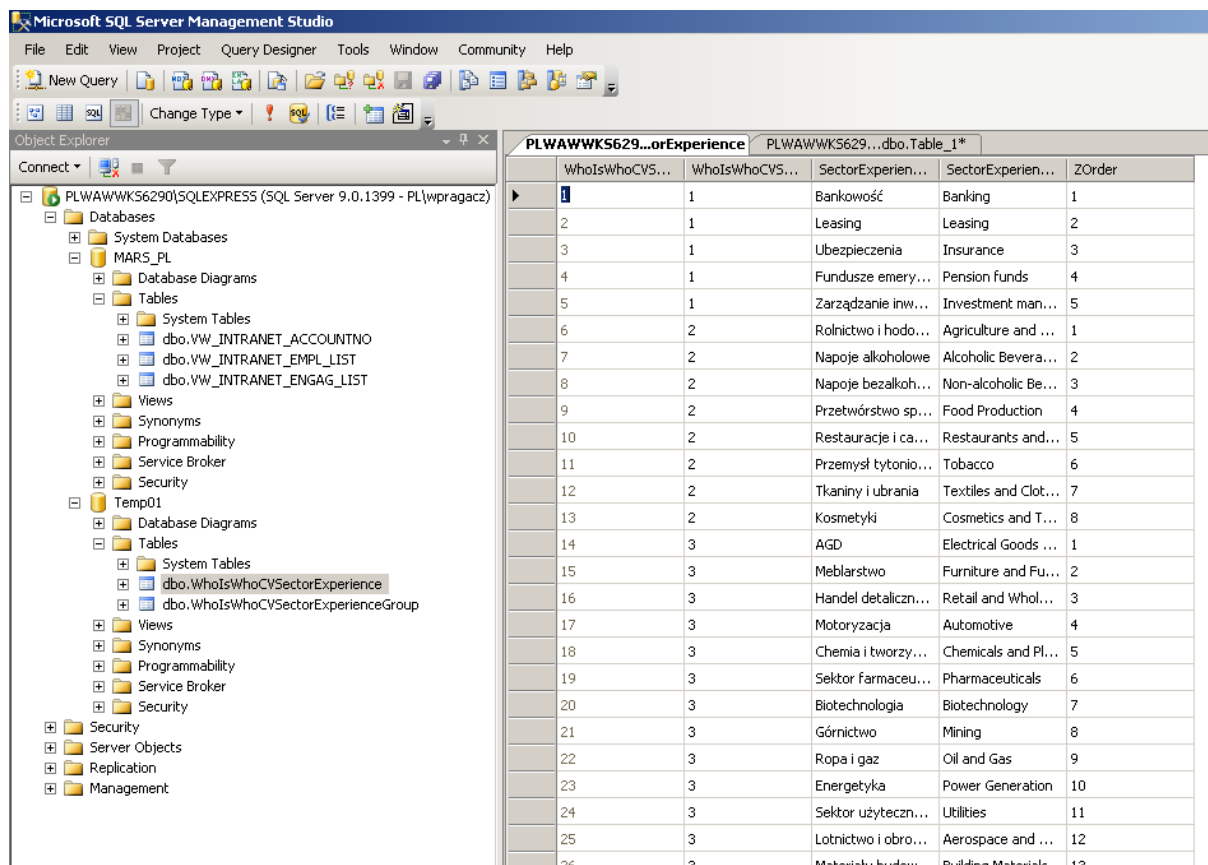 Microsoft SQL Server Management Studio
File Edit View Project Query Designer Tools Window Community Help
New Query
Change Type
Object Explorer
Connect
PLWAWWKS6290\SQLEXPRESS (SQL Server 9.0.1399 - PL\wpragacz)
Databases
System Databases
MARS_PL
Database Diagrams
Tables
System Tables
dbo.VW_INTRANET_ACCOUNTNO
dbo.VW_INTRANET_EMPL_LIST
dbo.VW_INTRANET_ENGAG_LIST
Views
Synonyms
Programmability
Service Broker
Security
Temp01
Database Diagrams
Tables
System Tables
dbo.WhoIsWhoCVSectorExperience
dbo.WhoIsWhoCVSectorExperienceGroup
Views
Synonyms
Programmability
Service Broker
Security
Security
Server Objects
Replication
Management
PLWAWWKS629...orExperience PLWAWWKS629...dbo.Table_1*
WhoIsWhoCVS... WhoIsWhoCVS... SectorExperien... SectorExperien... ZOrder
1 1 Bankowość Banking 1
2 1 Leasing Leasing 2
3 1 Ubezpieczenia Insurance 3
4 1 Fundusze emery... Pension funds 4
5 1 Zarządzanie inw... Investment man... 5
6 2 Rolnictwo i hodo... Agriculture and ... 1
7 2 Napoje alkoholowe Alcoholic Bevera... 2
8 2 Napoje bezalkoh... Non-alcoholic Be... 3
9 2 Przetwórstwo sp... Food Production 4
10 2 Restauracje i ca... Restaurants and... 5
11 2 Przemysł tytonio... Tobacco 6
12 2 Tkaniny i ubrania Textiles and Clot... 7
13 2 Kosmetyki Cosmetics and T... 8
14 3 AGD Electrical Goods ... 1
15 3 Meblarstwo Furniture and Fu... 2
16 3 Handel detaliczn... Retail and Whol... 3
17 3 Motoryzacja Automotive 4
18 3 Chemia i tworzy... Chemicals and Pl... 5
19 3 Sektor farmaceu... Pharmaceuticals 6
20 3 Biotechnologia Biotechnology 7
21 3 Górnictwo Mining 8
22 3 Ropa i gaz Oil and Gas 9
23 3 Energetyka Power Generation 10
24 3 Sektor użyteczn... Utilities 11
25 3 Lotnictwo i obro... Aerospace and ... 12
26 3 Materiały budow... Building Materials 13